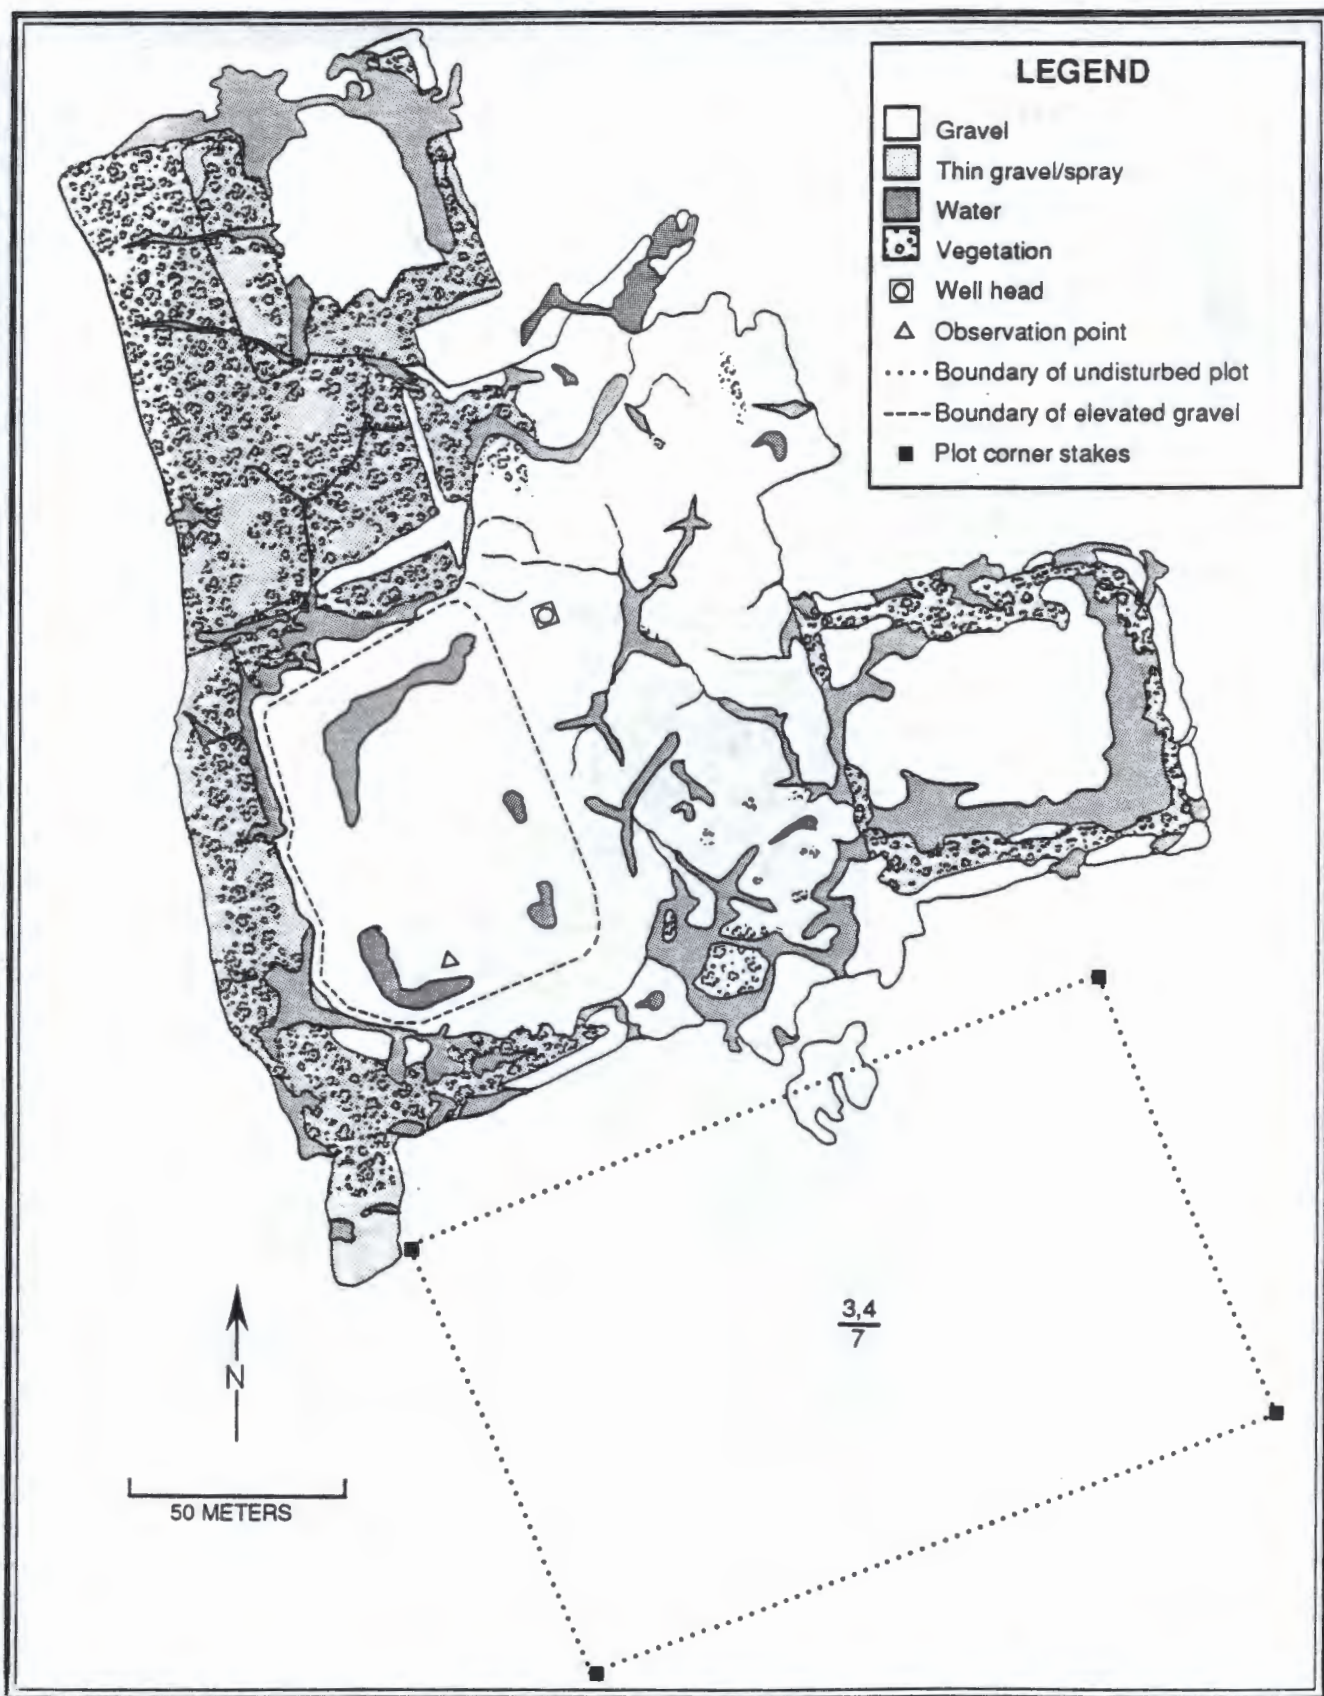 LEGEND
Gravel
Thin gravel/spray
Water
Vegetation
Well head
Observation point
Boundary of undisturbed plot
Boundary of elevated gravel
Plot corner stakes
3,4
7
N
50 METERS